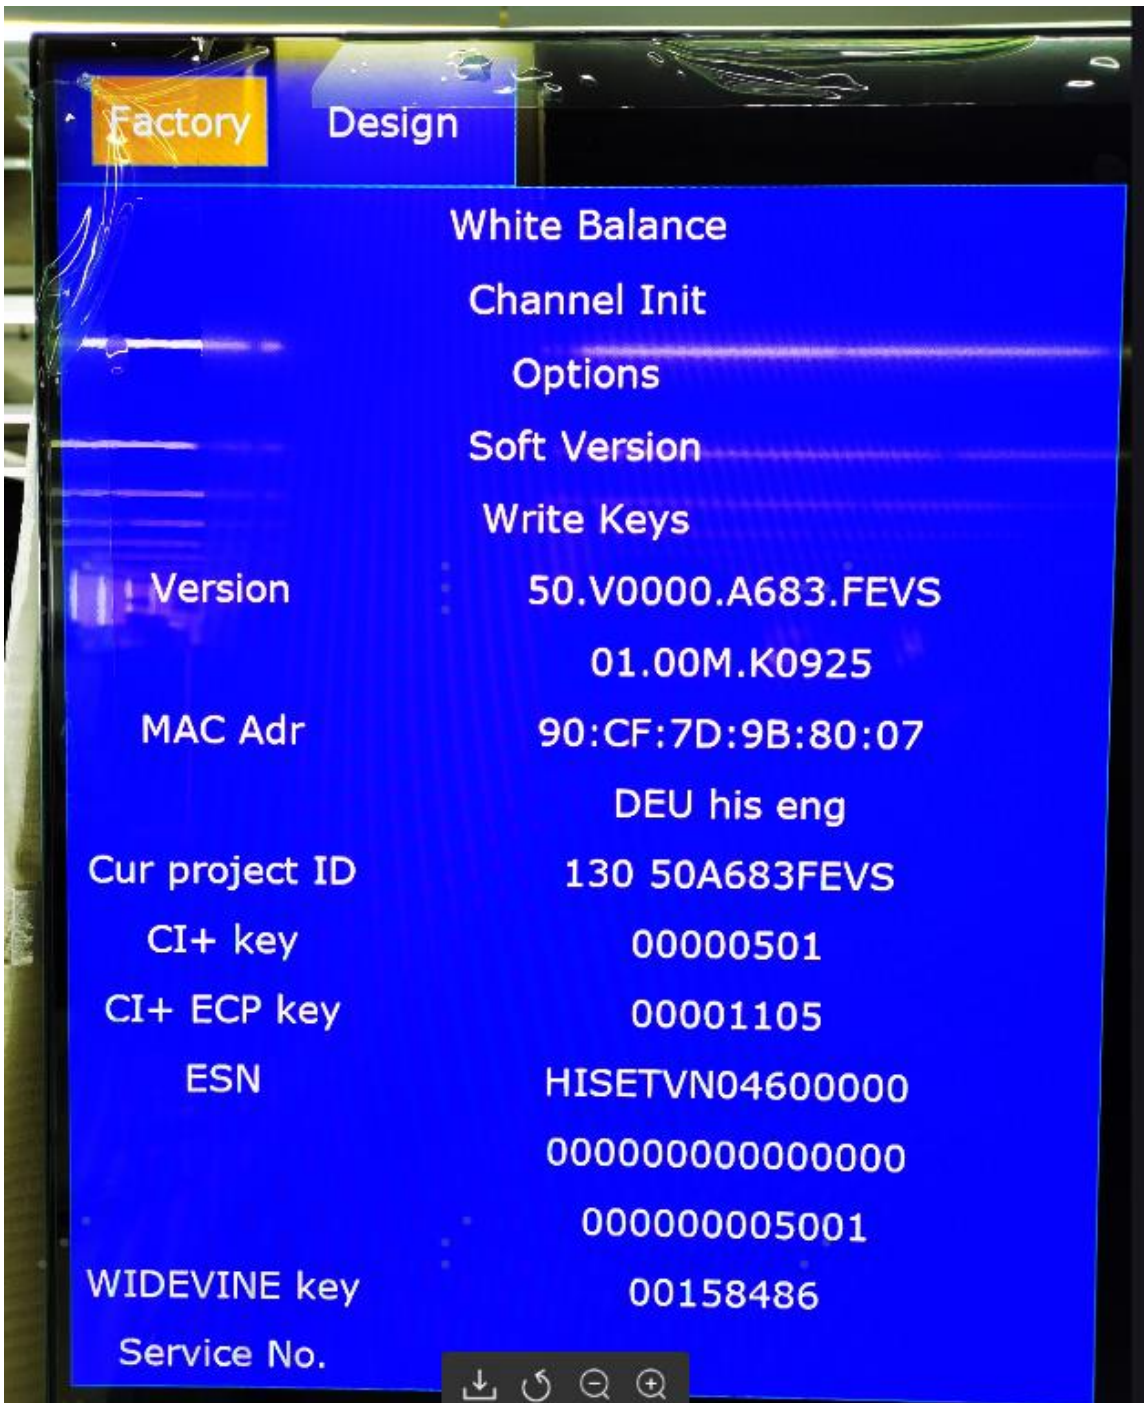 Factory Design
White Balance
Channel Init
Options
Soft Version
Write Keys
Version 50.V0000.A683.FEVS
01.00M.K0925
MAC Adr 90:CF:7D:9B:80:07
DEU his eng
Cur project ID 130 50A683FEVS
CI+ key 00000501
CI+ ECP key 00001105
ESN HISETVN04600000
000000000000000
000000005001
WIDEVINE key 00158486
Service No.